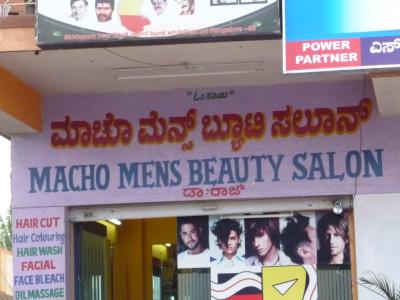 POWER
PARTNER
"ಓಂ ಸಾಯಿ"
ಮಾಚೊ ಮೆನ್ಸ್ ಬ್ಯೂಟಿ ಸಲೂನ್
MACHO MENS BEAUTY SALON
ಡಾ: ರಾಜ್
HAIR CUT
Hair Colouring
HAIR WASH
FACIAL
FACE BLEACH
OIL MASSAGE